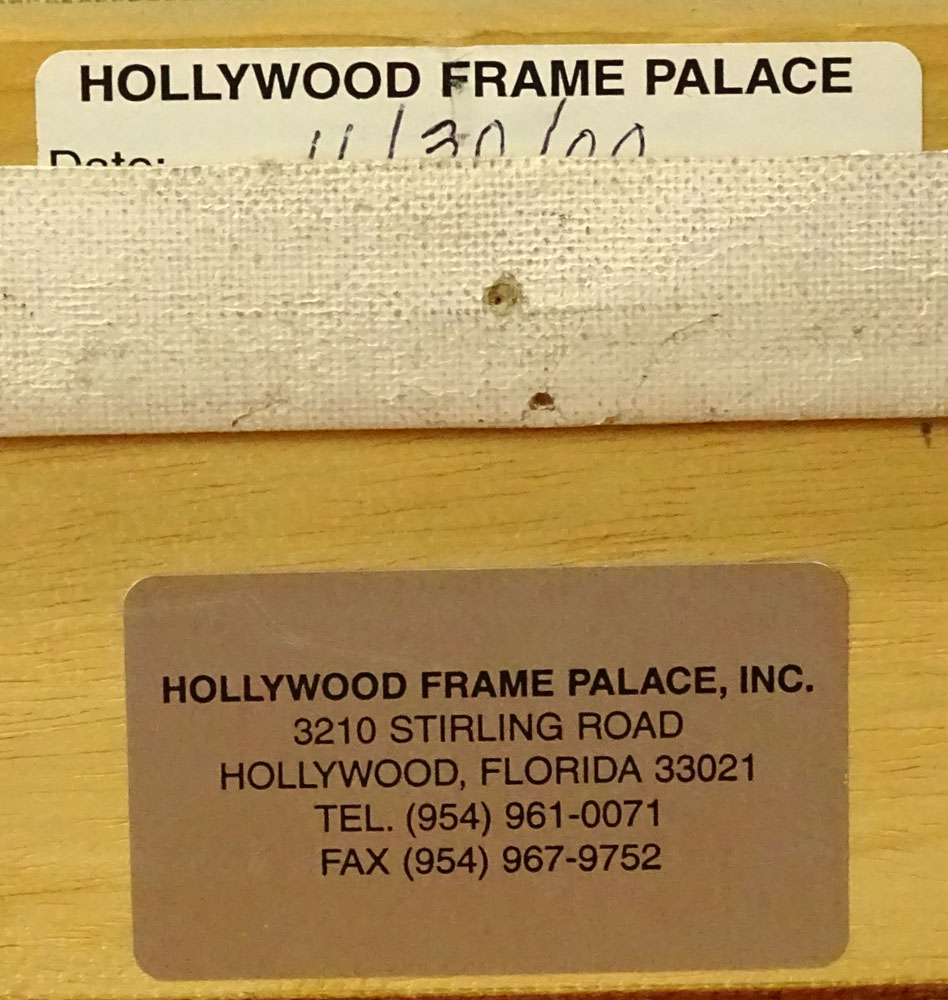 HOLLYWOOD FRAME PALACE
Date: 11/30/00
HOLLYWOOD FRAME PALACE, INC.
3210 STIRLING ROAD
HOLLYWOOD, FLORIDA 33021
TEL. (954) 961-0071
FAX (954) 967-9752